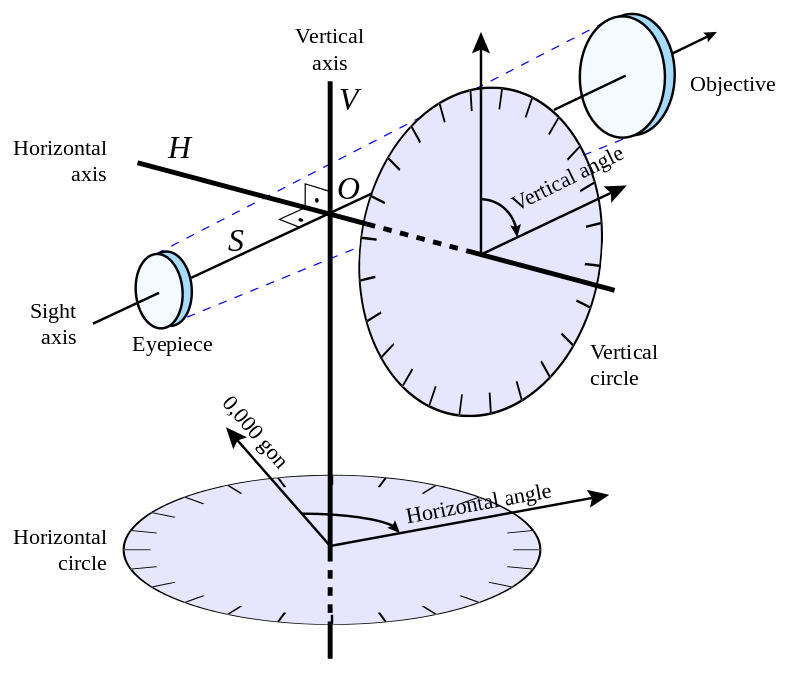 Vertical
axis
V
Objective
Horizontal
axis
H
Vertical angle
O
S
Sight
axis
Eyepiece
Vertical
circle
0,000 gon
Horizontal angle
Horizontal
circle